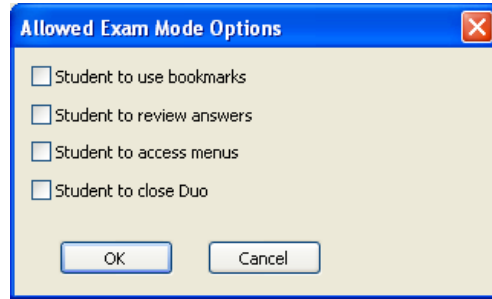 Allowed Exam Mode Options
Student to use bookmarks
Student to review answers
Student to access menus
Student to close Duo
OK Cancel